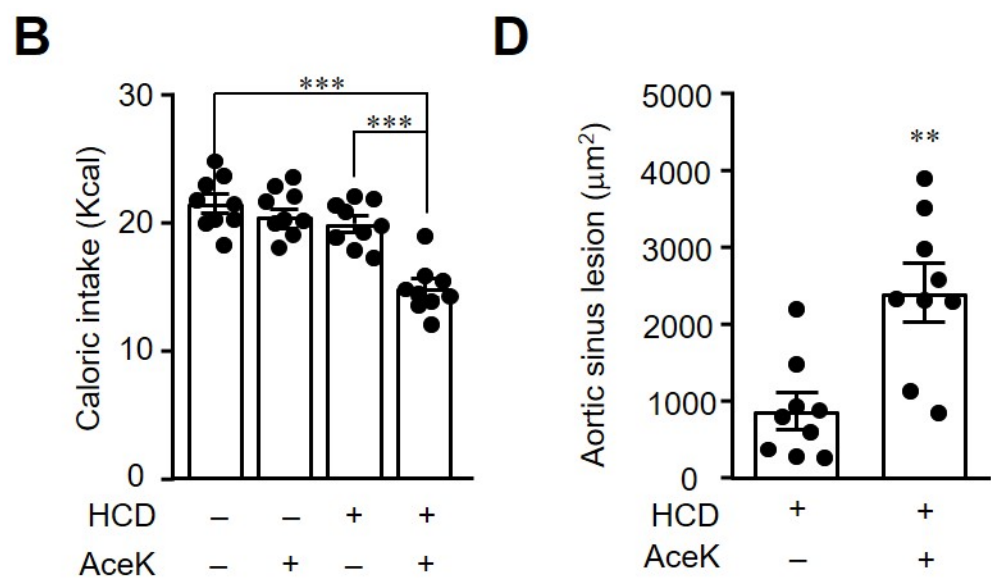 B
***
***
30
20
10
0
Caloric intake (Kcal)
HCD – – + +
AceK – + – +
D
**
5000
4000
3000
2000
1000
0
Aortic sinus lesion (μm²)
HCD + +
AceK – +